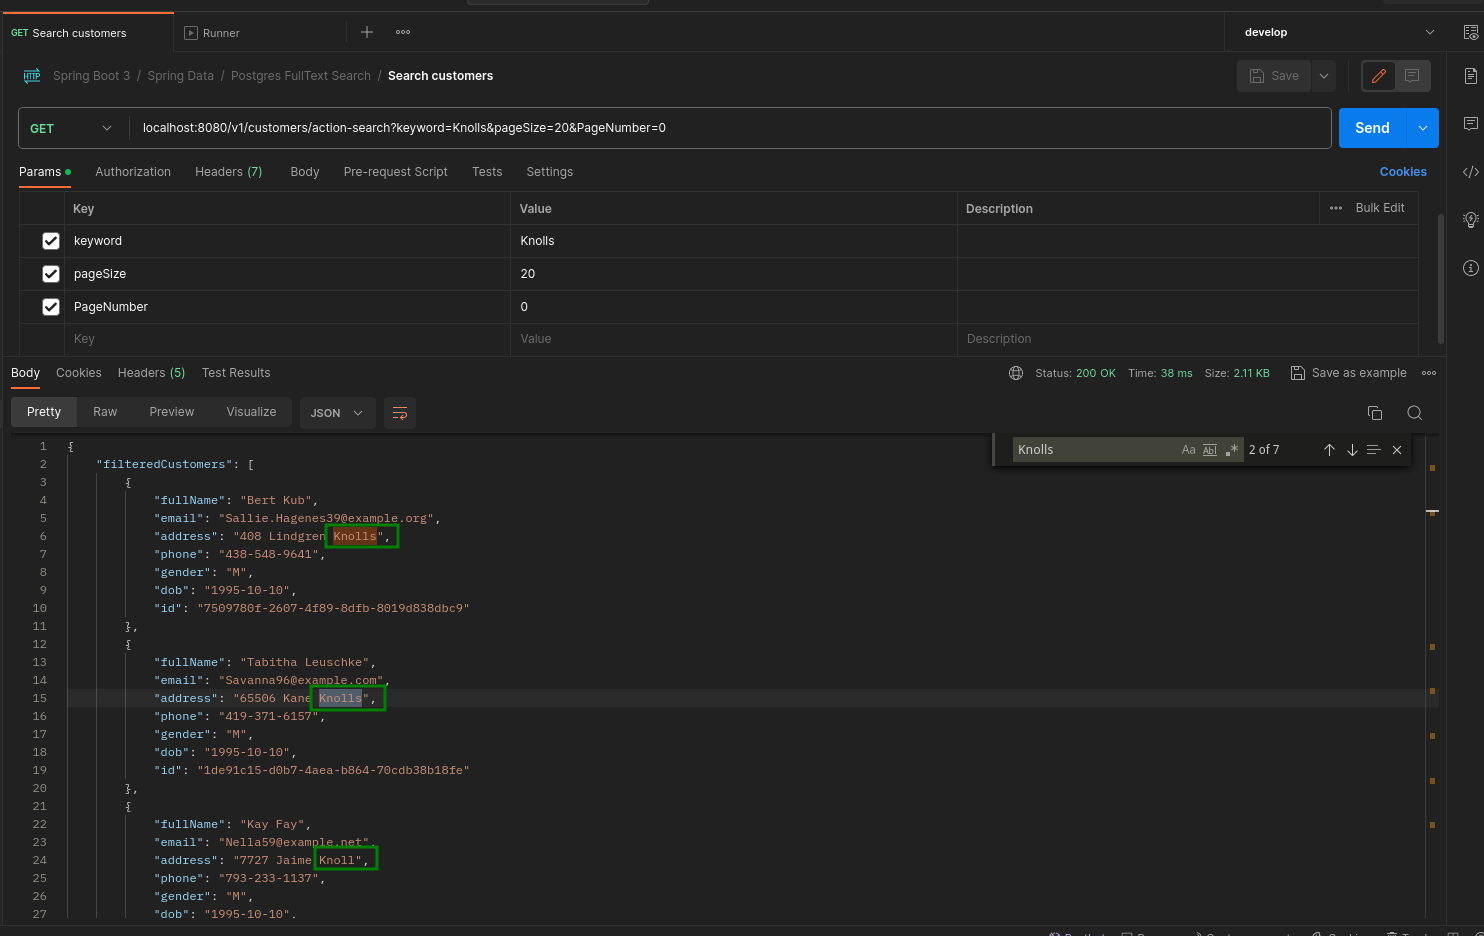 GET Search customers
Runner
develop
HTTP Spring Boot 3 / Spring Data / Postgres FullText Search / Search customers
Save
GET localhost:8080/v1/customers/action-search?keyword=Knolls&pageSize=20&PageNumber=0 Send
Params Authorization Headers (7) Body Pre-request Script Tests Settings Cookies
Key Value Description Bulk Edit
keyword Knolls
pageSize 20
PageNumber 0
Key Value Description
Body Cookies Headers (5) Test Results Status: 200 OK Time: 38 ms Size: 2.11 KB Save as example
Pretty Raw Preview Visualize JSON
Knolls Aa Abl .* 2 of 7
1 {
2 "filteredCustomers": [
3 {
4 "fullName": "Bert Kub",
5 "email": "Sallie.Hagenes39@example.org",
6 "address": "408 Lindgren Knolls",
7 "phone": "438-548-9641",
8 "gender": "M",
9 "dob": "1995-10-10",
10 "id": "7509780f-2607-4f89-8dfb-8019d838dbc9"
11 },
12 {
13 "fullName": "Tabitha Leuschke",
14 "email": "Savanna96@example.com",
15 "address": "65506 Kane Knolls",
16 "phone": "419-371-6157",
17 "gender": "M",
18 "dob": "1995-10-10",
19 "id": "1de91c15-d0b7-4aea-b864-70cdb38b18fe"
20 },
21 {
22 "fullName": "Kay Fay",
23 "email": "Nella59@example.net",
24 "address": "7727 Jaime Knoll",
25 "phone": "793-233-1137",
26 "gender": "M",
27 "dob": "1995-10-10",